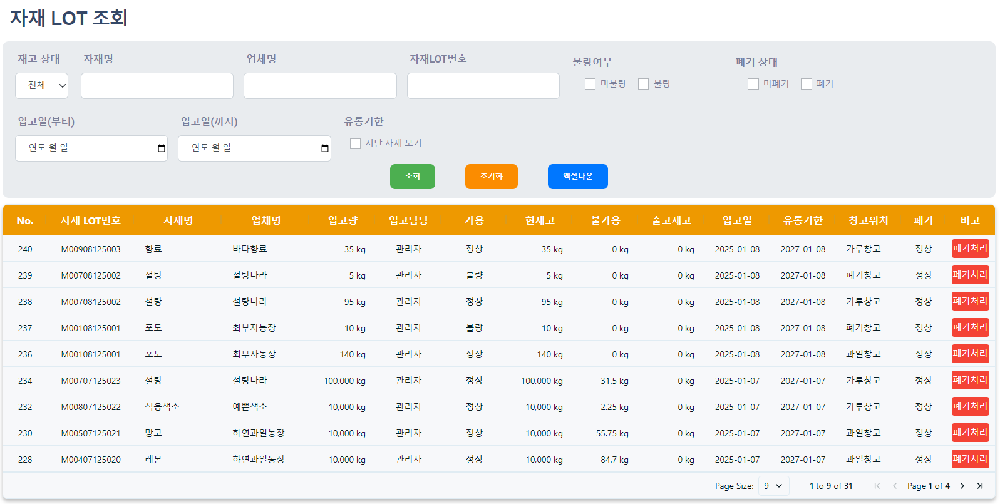 자재 LOT 조회
재고 상태 자재명 업체명 자재LOT번호 불량여부 폐기 상태
전체 미불량 불량 미폐기 폐기
입고일(부터) 입고일(까지) 유통기한
연도-월-일 연도-월-일 지난 자재 보기
조회 초기화 엑셀다운
No. 자재 LOT번호 자재명 업체명 입고량 입고담당 가용 현재고 불가용 출고재고 입고일 유통기한 창고위치 폐기 비고
240 M00908125003 향료 바다향료 35 kg 관리자 정상 35 kg 0 kg 0 kg 2025-01-08 2027-01-08 가루창고 정상 폐기처리
239 M00708125002 설탕 설탕나라 5 kg 관리자 불량 5 kg 0 kg 0 kg 2025-01-08 2027-01-08 폐기창고 정상 폐기처리
238 M00708125002 설탕 설탕나라 95 kg 관리자 정상 95 kg 0 kg 0 kg 2025-01-08 2027-01-08 가루창고 정상 폐기처리
237 M00108125001 포도 최부자농장 10 kg 관리자 불량 10 kg 0 kg 0 kg 2025-01-08 2027-01-08 폐기창고 정상 폐기처리
236 M00108125001 포도 최부자농장 140 kg 관리자 정상 140 kg 0 kg 0 kg 2025-01-08 2027-01-08 과일창고 정상 폐기처리
234 M00707125023 설탕 설탕나라 100,000 kg 관리자 정상 100,000 kg 31.5 kg 0 kg 2025-01-07 2027-01-07 가루창고 정상 폐기처리
232 M00807125022 식용색소 예쁜색소 10,000 kg 관리자 정상 10,000 kg 2.25 kg 0 kg 2025-01-07 2027-01-07 가루창고 정상 폐기처리
230 M00507125021 망고 하연과일농장 10,000 kg 관리자 정상 10,000 kg 55.75 kg 0 kg 2025-01-07 2027-01-07 과일창고 정상 폐기처리
228 M00407125020 레몬 하연과일농장 10,000 kg 관리자 정상 10,000 kg 84.7 kg 0 kg 2025-01-07 2027-01-07 과일창고 정상 폐기처리
Page Size: 9 1 to 9 of 31 Page 1 of 4